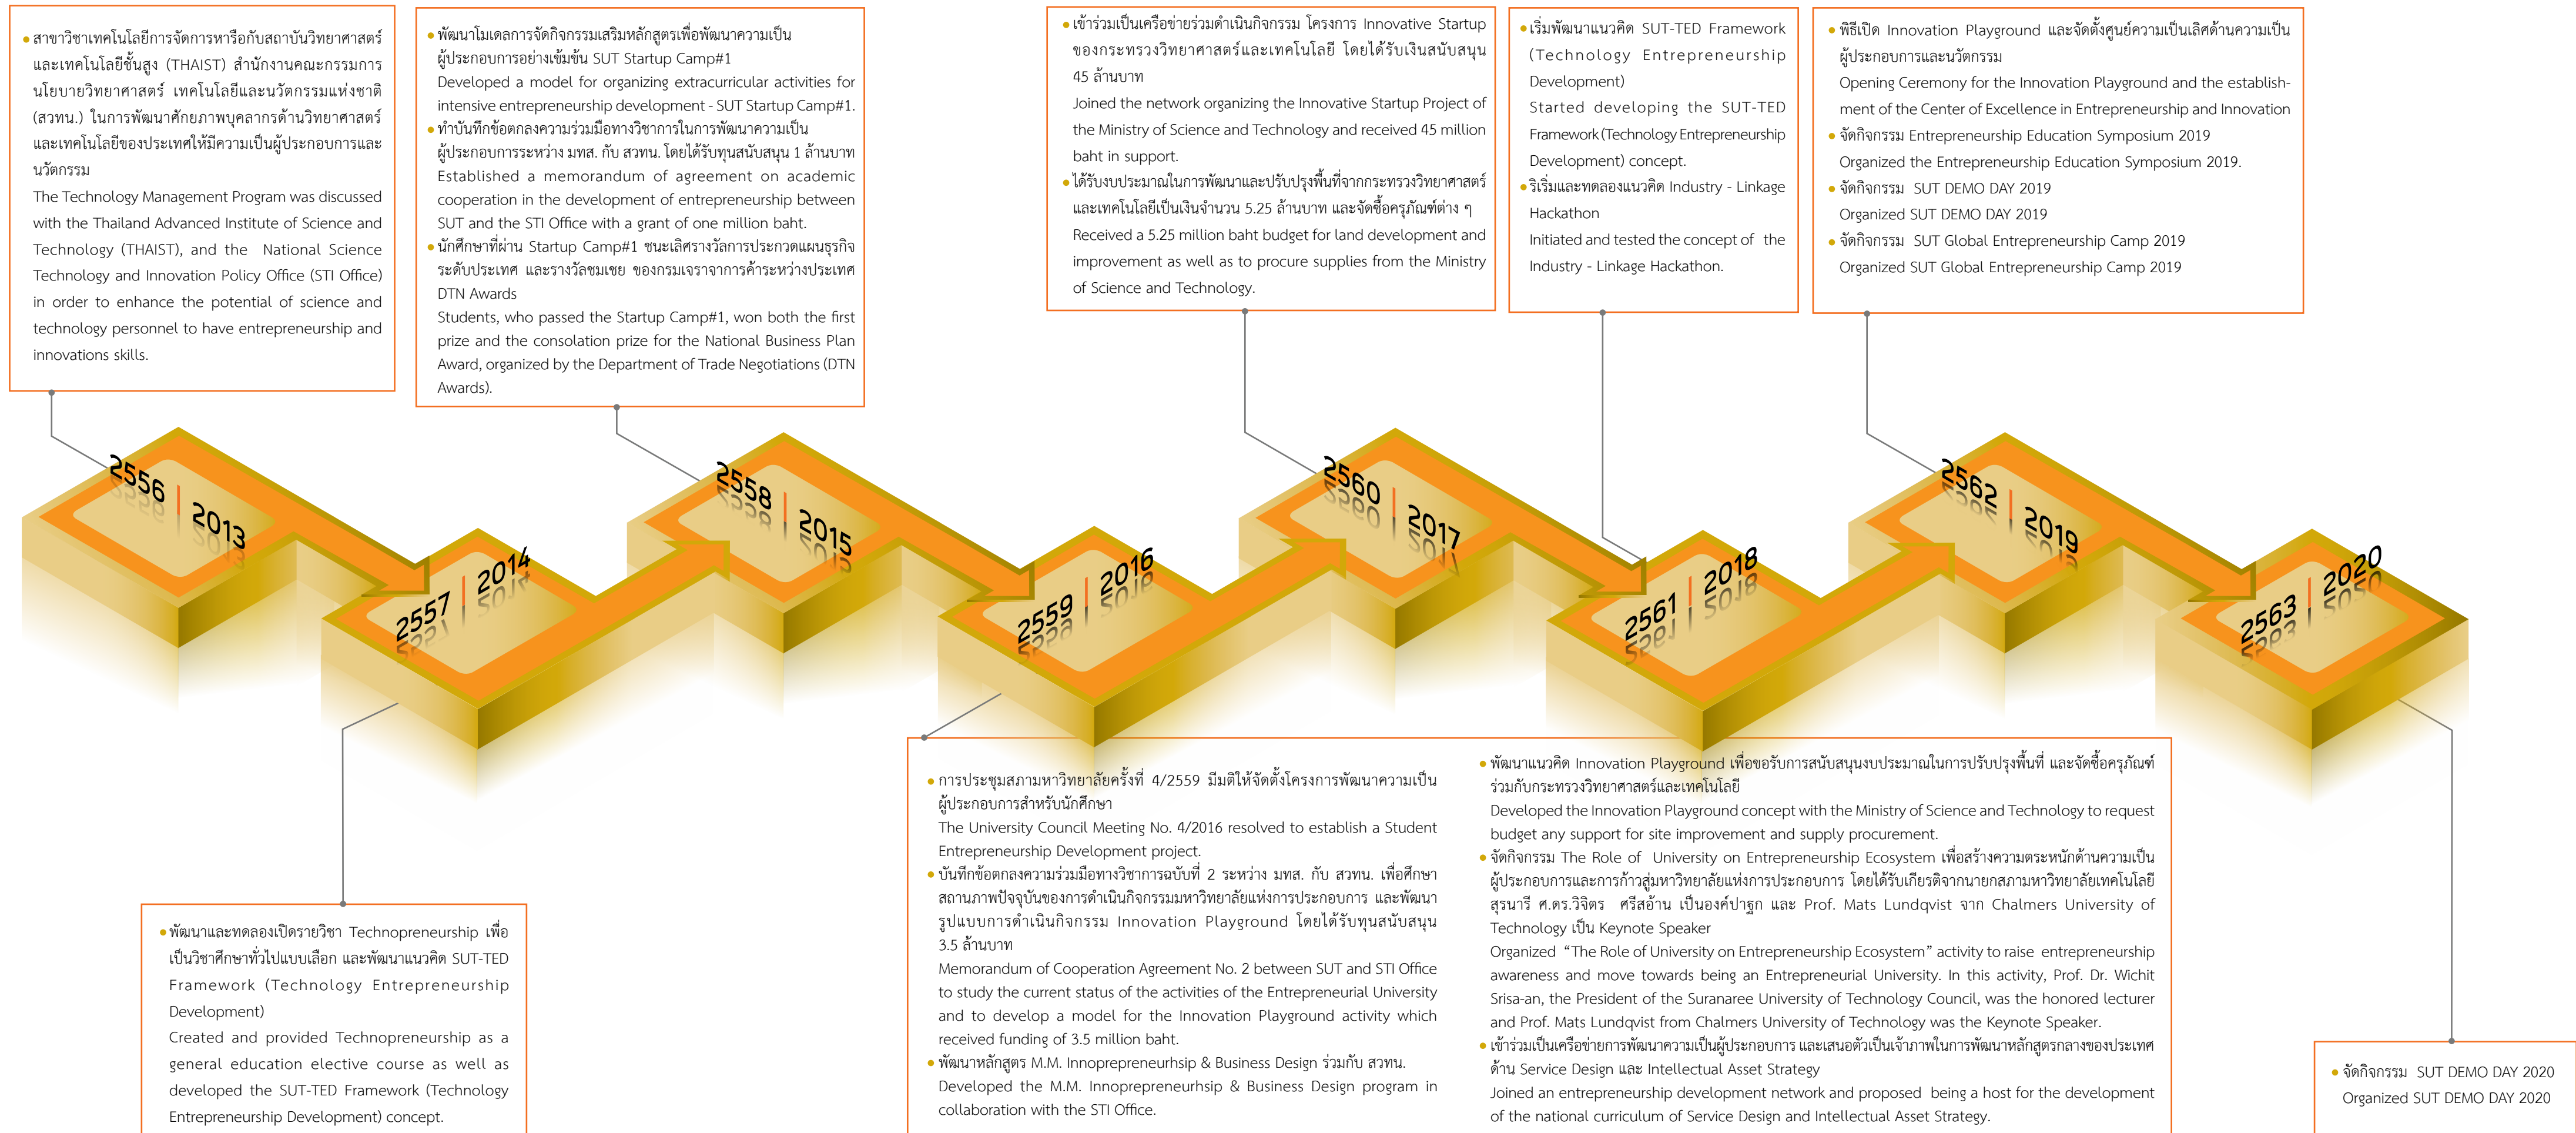 สาขาวิชาเทคโนโลยีการจัดการหารือกับสถาบันวิทยาศาสตร์
และเทคโนโลยีชั้นสูง (THAIST) สำนักงานคณะกรรมการ
นโยบายวิทยาศาสตร์ เทคโนโลยีและนวัตกรรมแห่งชาติ
(สวทน.) ในการพัฒนาศักยภาพบุคลากรด้านวิทยาศาสตร์
และเทคโนโลยีของประเทศให้มีความเป็นผู้ประกอบการและ
นวัตกรรม
The Technology Management Program was discussed
with the Thailand Advanced Institute of Science and
Technology (THAIST), and the National Science
Technology and Innovation Policy Office (STI Office)
in order to enhance the potential of science and
technology personnel to have entrepreneurship and
innovations skills.
พัฒนาโมเดลการจัดกิจกรรมเสริมหลักสูตรเพื่อพัฒนาความเป็น
ผู้ประกอบการอย่างเข้มข้น SUT Startup Camp#1
Developed a model for organizing extracurricular activities for
intensive entrepreneurship development - SUT Startup Camp#1.
ทำบันทึกข้อตกลงความร่วมมือทางวิชาการในการพัฒนาความเป็น
ผู้ประกอบการระหว่าง มทส. กับ สวทน. โดยได้รับทุนสนับสนุน 1 ล้านบาท
Established a memorandum of agreement on academic
cooperation in the development of entrepreneurship between
SUT and the STI Office with a grant of one million baht.
นักศึกษาที่ผ่าน Startup Camp#1 ชนะเลิศรางวัลการประกวดแผนธุรกิจ
ระดับประเทศ และรางวัลชมเชย ของกรมเจราจาการค้าระหว่างประเทศ
DTN Awards
Students, who passed the Startup Camp#1, won both the first
prize and the consolation prize for the National Business Plan
Award, organized by the Department of Trade Negotiations (DTN
Awards).
เข้าร่วมเป็นเครือข่ายร่วมดำเนินกิจกรรม โครงการ Innovative Startup
ของกระทรวงวิทยาศาสตร์และเทคโนโลยี โดยได้รับเงินสนับสนุน
45 ล้านบาท
Joined the network organizing the Innovative Startup Project of
the Ministry of Science and Technology and received 45 million
baht in support.
ได้รับงบประมาณในการพัฒนาและปรับปรุงพื้นที่จากกระทรวงวิทยาศาสตร์
และเทคโนโลยีเป็นเงินจำนวน 5.25 ล้านบาท และจัดซื้อครุภัณฑ์ต่าง ๆ
Received a 5.25 million baht budget for land development and
improvement as well as to procure supplies from the Ministry
of Science and Technology.
เริ่มพัฒนาแนวคิด SUT-TED Framework
(Technology Entrepreneurship
Development)
Started developing the SUT-TED
Framework (Technology Entrepreneurship
Development) concept.
ริเริ่มและทดลองแนวคิด Industry - Linkage
Hackathon
Initiated and tested the concept of the
Industry - Linkage Hackathon.
พิธีเปิด Innovation Playground และจัดตั้งศูนย์ความเป็นเลิศด้านความเป็น
ผู้ประกอบการและนวัตกรรม
Opening Ceremony for the Innovation Playground and the establish-
ment of the Center of Excellence in Entrepreneurship and Innovation
จัดกิจกรรม Entrepreneurship Education Symposium 2019
Organized the Entrepreneurship Education Symposium 2019.
จัดกิจกรรม SUT DEMO DAY 2019
Organized SUT DEMO DAY 2019
จัดกิจกรรม SUT Global Entrepreneurship Camp 2019
Organized SUT Global Entrepreneurship Camp 2019
2556 | 2013
2557 | 2014
2558 | 2015
2559 | 2016
2560 | 2017
2561 | 2018
2562 | 2019
2563 | 2020
พัฒนาและทดลองเปิดรายวิชา Technopreneurship เพื่อ
เป็นวิชาศึกษาทั่วไปแบบเลือก และพัฒนาแนวคิด SUT-TED
Framework (Technology Entrepreneurship
Development)
Created and provided Technopreneurship as a
general education elective course as well as
developed the SUT-TED Framework (Technology
Entrepreneurship Development) concept.
การประชุมสภามหาวิทยาลัยครั้งที่ 4/2559 มีมติให้จัดตั้งโครงการพัฒนาความเป็น
ผู้ประกอบการสำหรับนักศึกษา
The University Council Meeting No. 4/2016 resolved to establish a Student
Entrepreneurship Development project.
บันทึกข้อตกลงความร่วมมือทางวิชาการฉบับที่ 2 ระหว่าง มทส. กับ สวทน. เพื่อศึกษา
สถานภาพปัจจุบันของการดำเนินกิจกรรมมหาวิทยาลัยแห่งการประกอบการ และพัฒนา
รูปแบบการดำเนินกิจกรรม Innovation Playground โดยได้รับทุนสนับสนุน
3.5 ล้านบาท
Memorandum of Cooperation Agreement No. 2 between SUT and STI Office
to study the current status of the activities of the Entrepreneurial University
and to develop a model for the Innovation Playground activity which
received funding of 3.5 million baht.
พัฒนาหลักสูตร M.M. Innoprepreneurhsip & Business Design ร่วมกับ สวทน.
Developed the M.M. Innoprepreneurhsip & Business Design program in
collaboration with the STI Office.
พัฒนาแนวคิด Innovation Playground เพื่อขอรับการสนับสนุนงบประมาณในการปรับปรุงพื้นที่ และจัดซื้อครุภัณฑ์
ร่วมกับกระทรวงวิทยาศาสตร์และเทคโนโลยี
Developed the Innovation Playground concept with the Ministry of Science and Technology to request
budget any support for site improvement and supply procurement.
จัดกิจกรรม The Role of University on Entrepreneurship Ecosystem เพื่อสร้างความตระหนักด้านความเป็น
ผู้ประกอบการและการก้าวสู่มหาวิทยาลัยแห่งการประกอบการ โดยได้รับเกียรติจากนายกสภามหาวิทยาลัยเทคโนโลยี
สุรนารี ศ.ดร.วิจิตร ศรีสอ้าน เป็นองค์ปาฐก และ Prof. Mats Lundqvist จาก Chalmers University of
Technology เป็น Keynote Speaker
Organized “The Role of University on Entrepreneurship Ecosystem” activity to raise entrepreneurship
awareness and move towards being an Entrepreneurial University. In this activity, Prof. Dr. Wichit
Srisa-an, the President of the Suranaree University of Technology Council, was the honored lecturer
and Prof. Mats Lundqvist from Chalmers University of Technology was the Keynote Speaker.
เข้าร่วมเป็นเครือข่ายการพัฒนาความเป็นผู้ประกอบการ และเสนอตัวเป็นเจ้าภาพในการพัฒนาหลักสูตรกลางของประเทศ
ด้าน Service Design และ Intellectual Asset Strategy
Joined an entrepreneurship development network and proposed being a host for the development
of the national curriculum of Service Design and Intellectual Asset Strategy.
จัดกิจกรรม SUT DEMO DAY 2020
Organized SUT DEMO DAY 2020